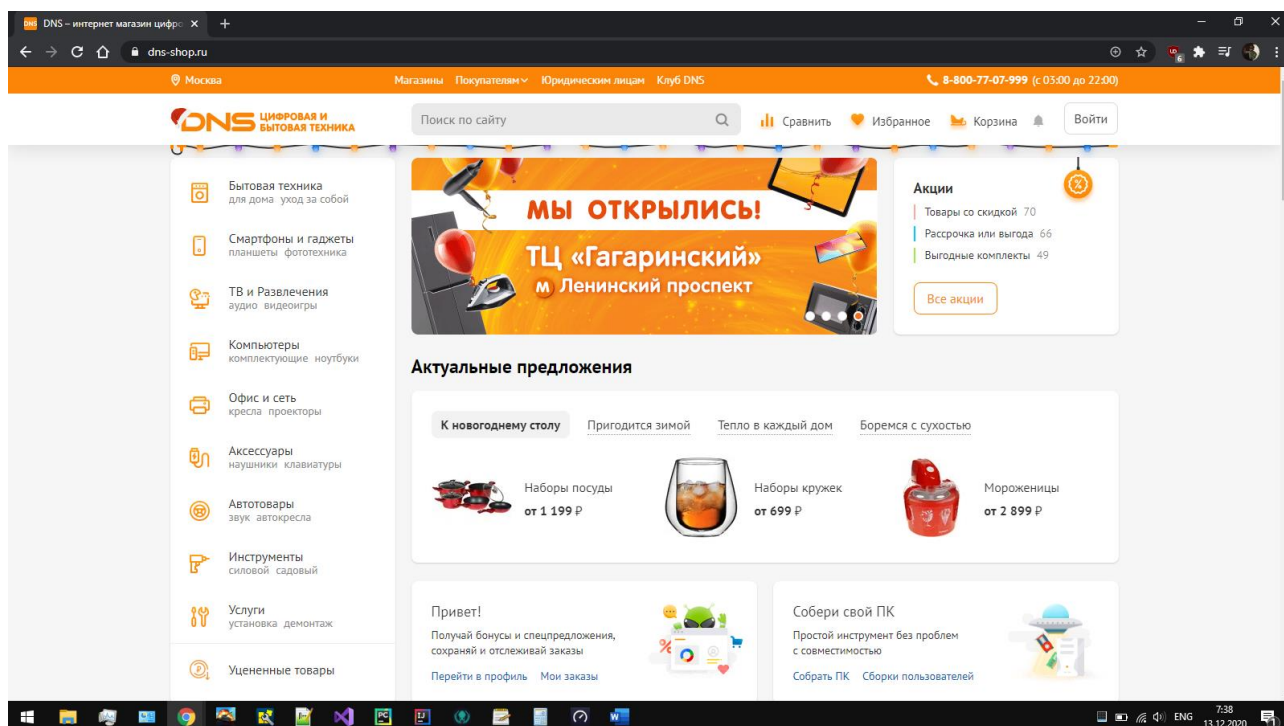 DNS – интернет магазин цифро
dns-shop.ru
6
Москва
Магазины Покупателям Юридическим лицам Клуб DNS
8-800-77-07-999 (с 03:00 до 22:00)
DNS ЦИФРОВАЯ И
БЫТОВАЯ ТЕХНИКА
Поиск по сайту
Сравнить
Избранное
Корзина
Войти
Бытовая техника
для дома уход за собой
Смартфоны и гаджеты
планшеты фототехника
ТВ и Развлечения
аудио видеоигры
Компьютеры
комплектующие ноутбуки
Офис и сеть
кресла проекторы
Аксессуары
наушники клавиатуры
Автотовары
звук автокресла
Инструменты
силовой садовый
Услуги
установка демонтаж
Уцененные товары
МЫ ОТКРЫЛИСЬ!
ТЦ «Гагаринский»
м Ленинский проспект
Акции
Товары со скидкой 70
Рассрочка или выгода 66
Выгодные комплекты 49
Все акции
Актуальные предложения
К новогоднему столу Пригодится зимой Тепло в каждый дом Боремся с сухостью
Наборы посуды
от 1 199 ₽
Наборы кружек
от 699 ₽
Мороженицы
от 2 899 ₽
Привет!
Получай бонусы и спецпредложения,
сохраняй и отслеживай заказы
Перейти в профиль Мои заказы
Собери свой ПК
Простой инструмент без проблем
с совместимостью
Собрать ПК Сборки пользователей
ENG
7:38
13.12.2020